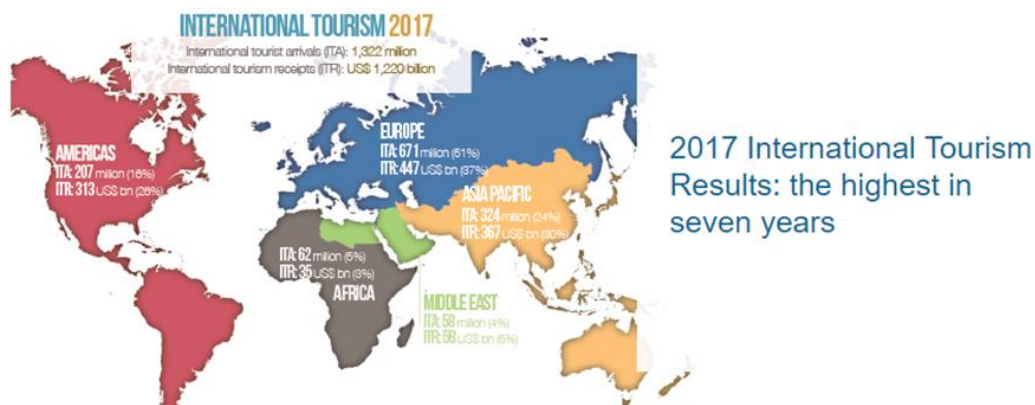 INTERNATIONAL TOURISM 2017
International tourist arrivals (ITA): 1,322 million
International tourism receipts (ITR): US$ 1,220 billion
AMERICAS
ITA: 207 million (16%)
ITR: 313 US$ bn (26%)
EUROPE
ITA: 671 million (51%)
ITR: 447 US$ bn (37%)
ASIA PACIFIC
ITA: 324 million (24%)
ITR: 367 US$ bn (30%)
ITA: 62 million (5%)
ITR: 35 US$ bn (3%)
AFRICA
MIDDLE EAST
ITA: 58 million (4%)
ITR: 58 US$ bn (5%)
2017 International Tourism
Results: the highest in
seven years